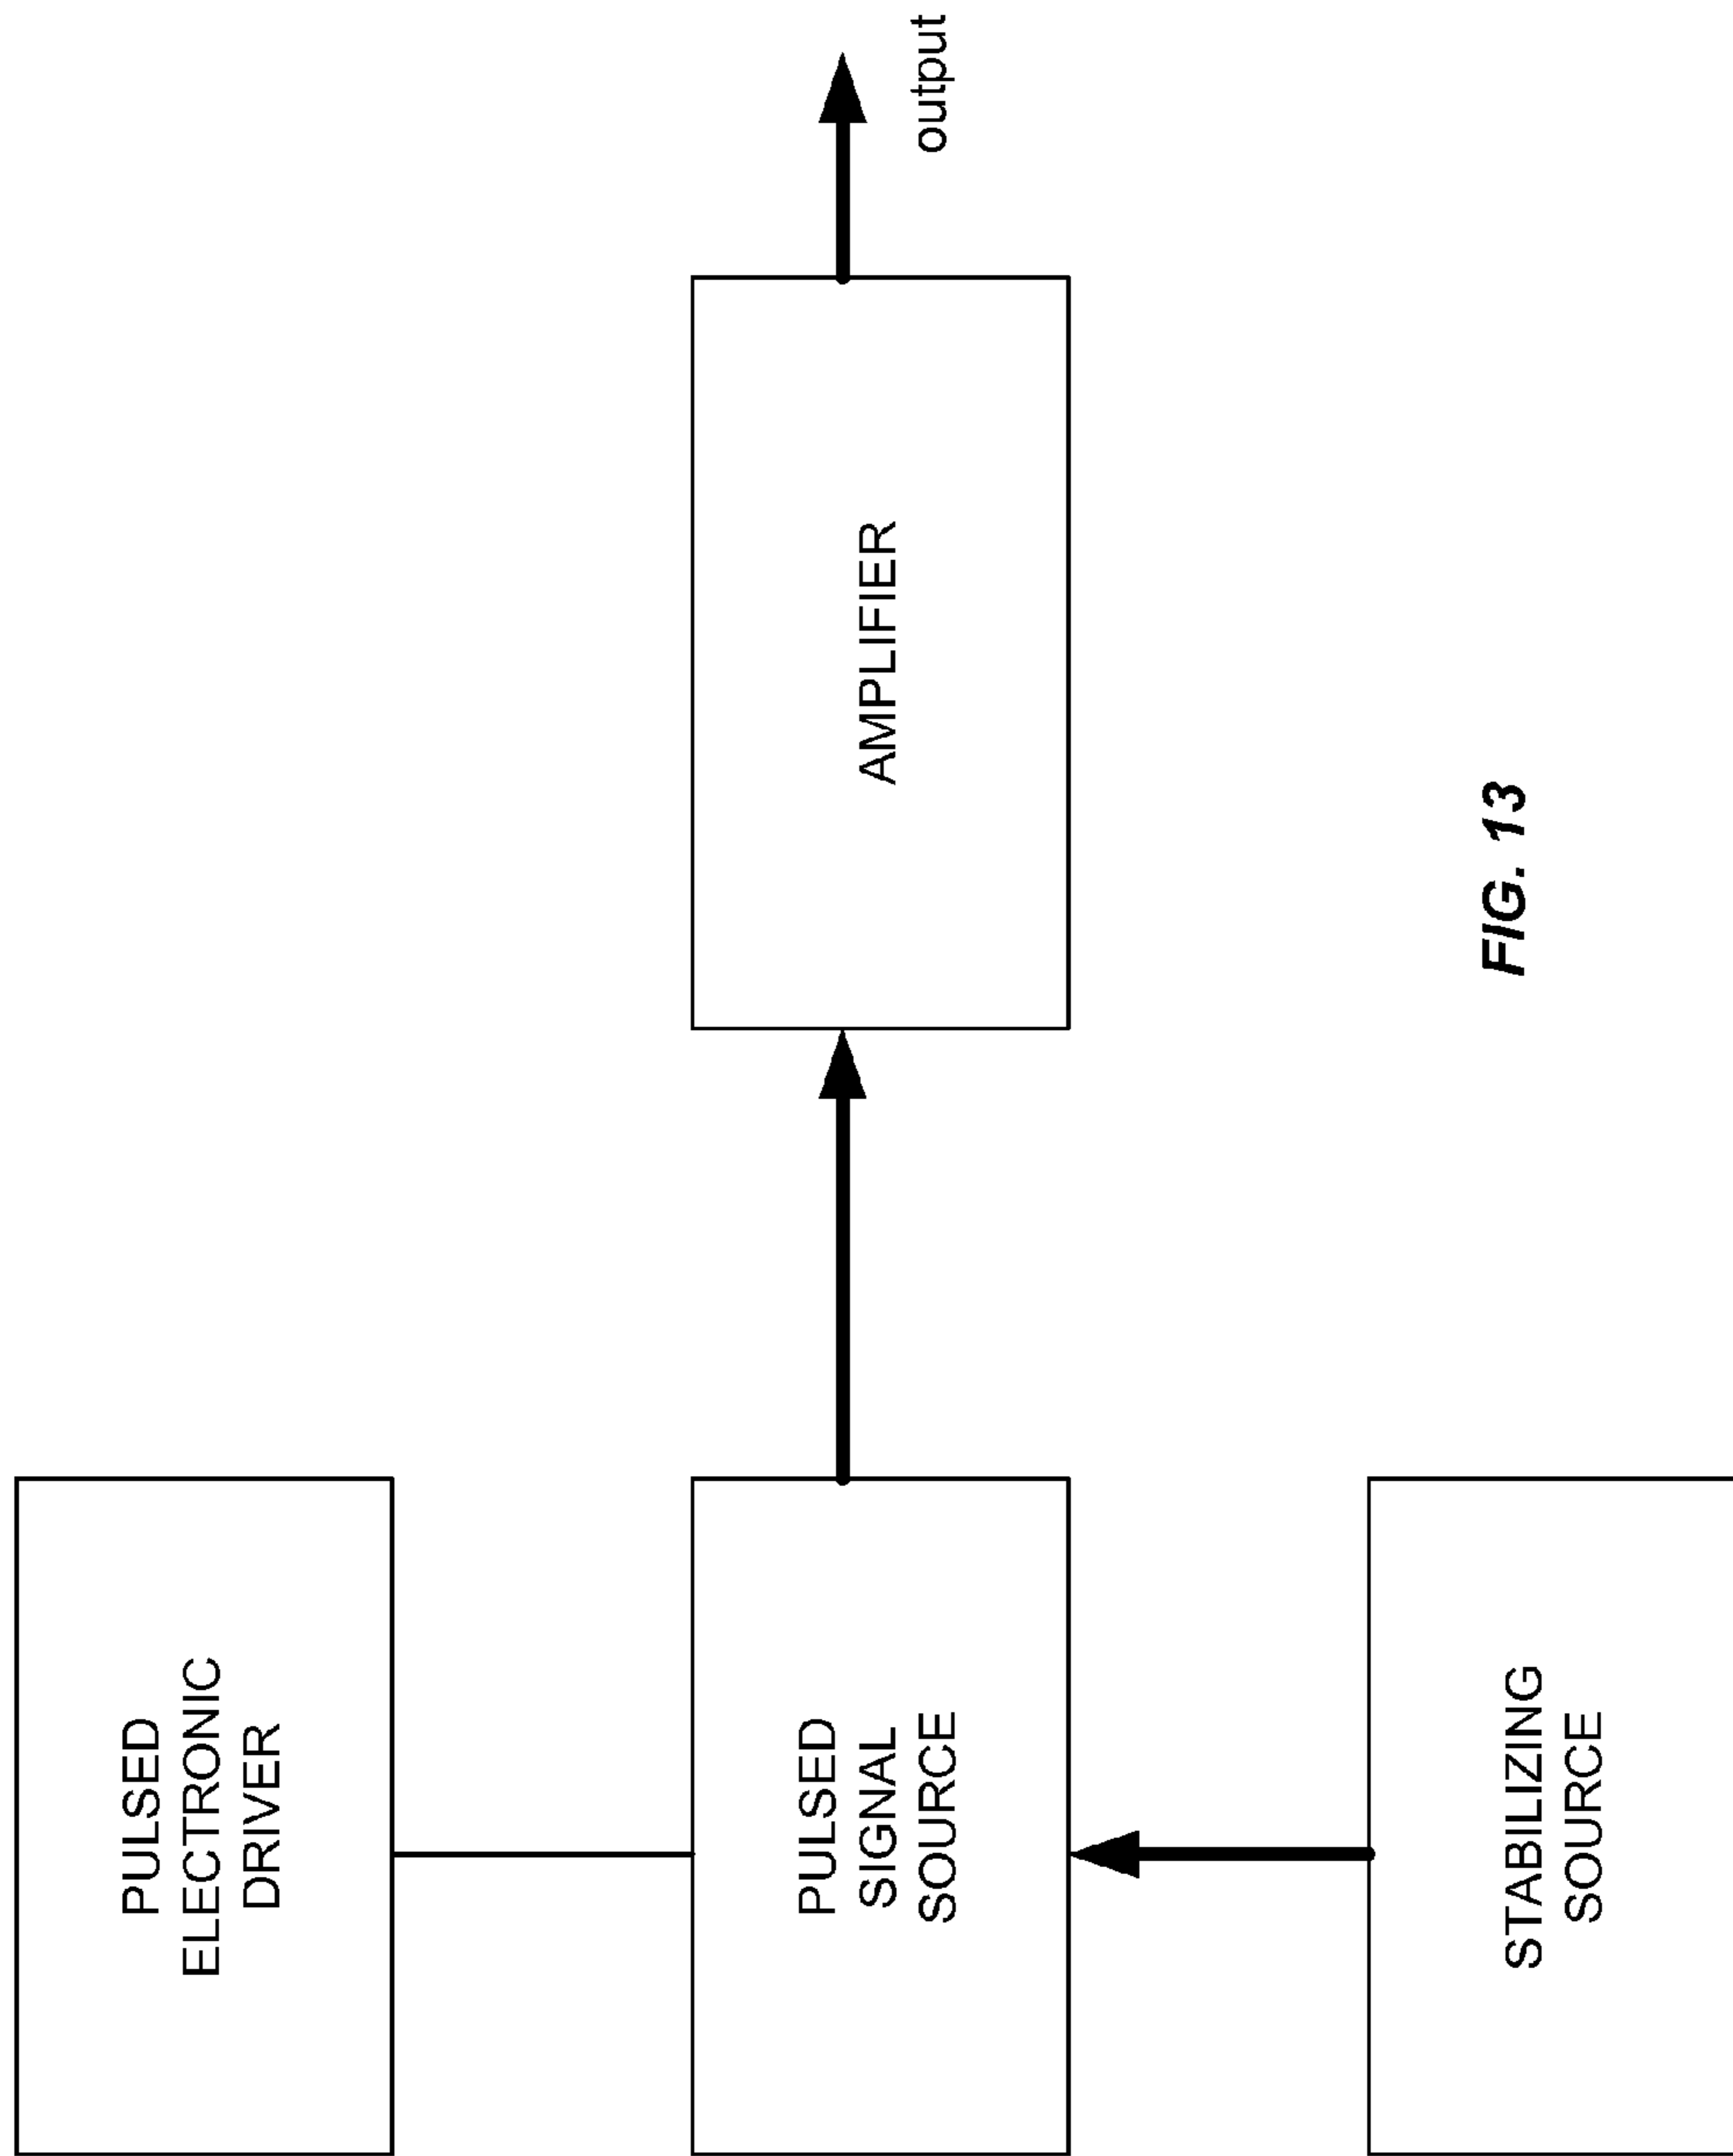 PULSED
ELECTRONIC
DRIVER
PULSED
SIGNAL
SOURCE
AMPLIFIER
output
STABILIZING
SOURCE
FIG. 13